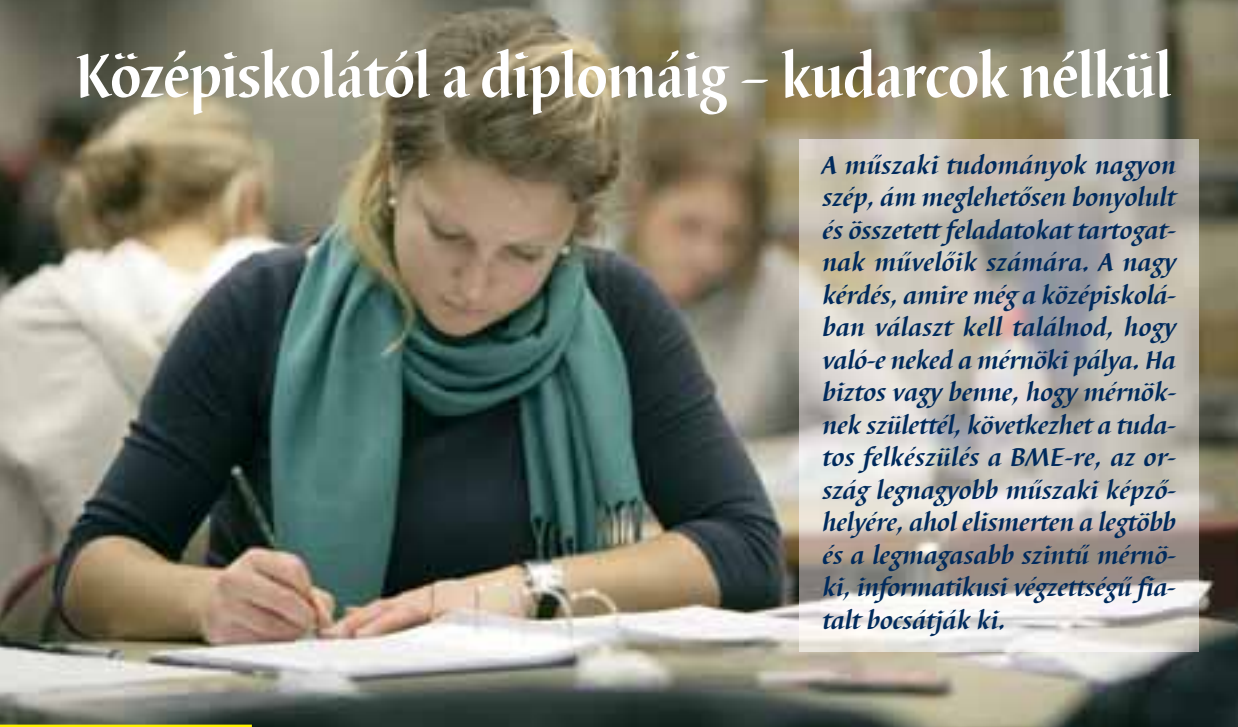 Középiskolától a diplomáig – kudarcok nélkül
A műszaki tudományok nagyon
szép, ám meglehetősen bonyolult
és összetett feladatokat tartogat-
nak művelőik számára. A nagy
kérdés, amire még a középiskolá-
ban választ kell találnod, hogy
való-e neked a mérnöki pálya. Ha
biztos vagy benne, hogy mérnök-
nek születtél, következhet a tuda-
tos felkészülés a BME-re, az or-
szág legnagyobb műszaki képző-
helyére, ahol elismerten a legtöbb
és a legmagasabb szintű mérnö-
ki, informatikusi végzettségű fia-
talt bocsátják ki.